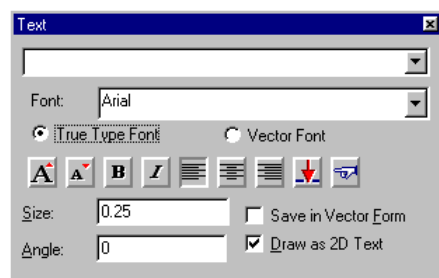 Text
Font: Arial
True Type Font Vector Font
A A B I
Size: 0.25 Save in Vector Form
Angle: 0 Draw as 2D Text